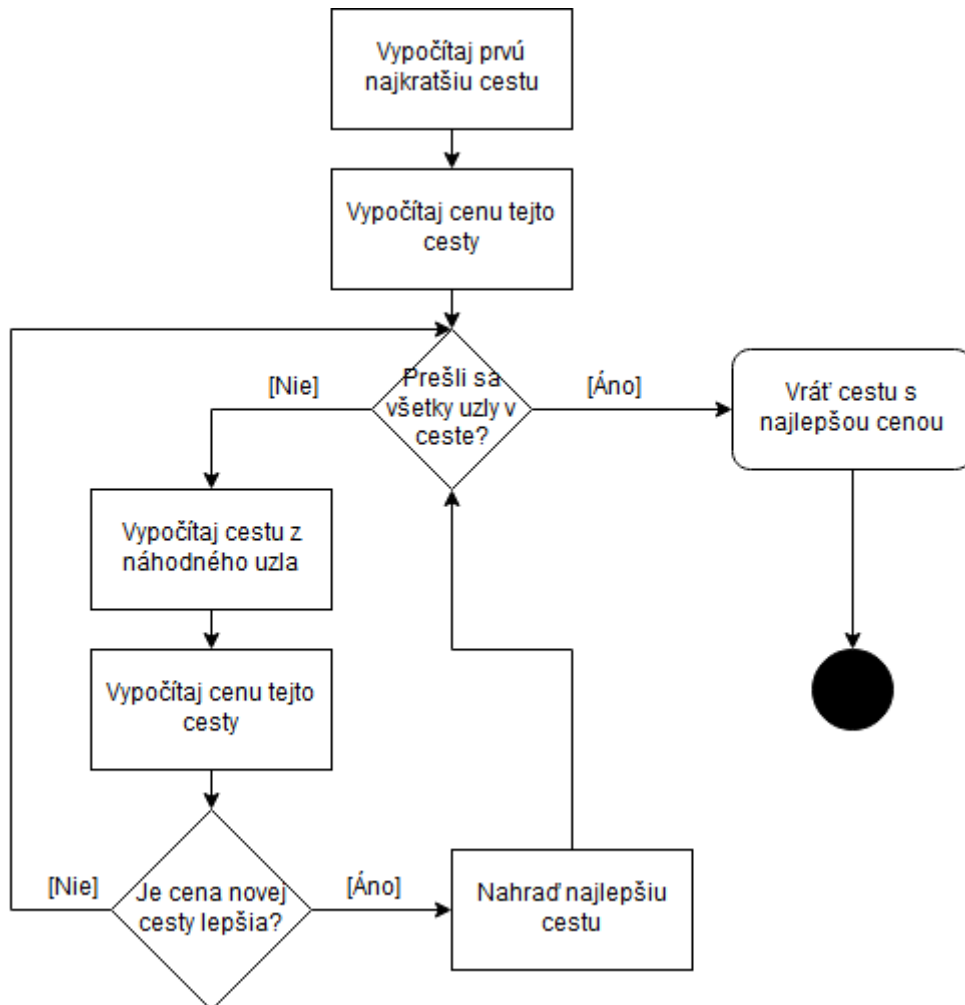 Vypočítaj prvú
najkratšiu cestu
Vypočítaj cenu tejto
cesty
Prešli sa
všetky uzly v
ceste?
[Nie]
[Áno]
Vráť cestu s
najlepšou cenou
Vypočítaj cestu z
náhodného uzla
Vypočítaj cenu tejto
cesty
Je cena novej
cesty lepšia?
[Nie]
[Áno]
Nahraď najlepšiu
cestu